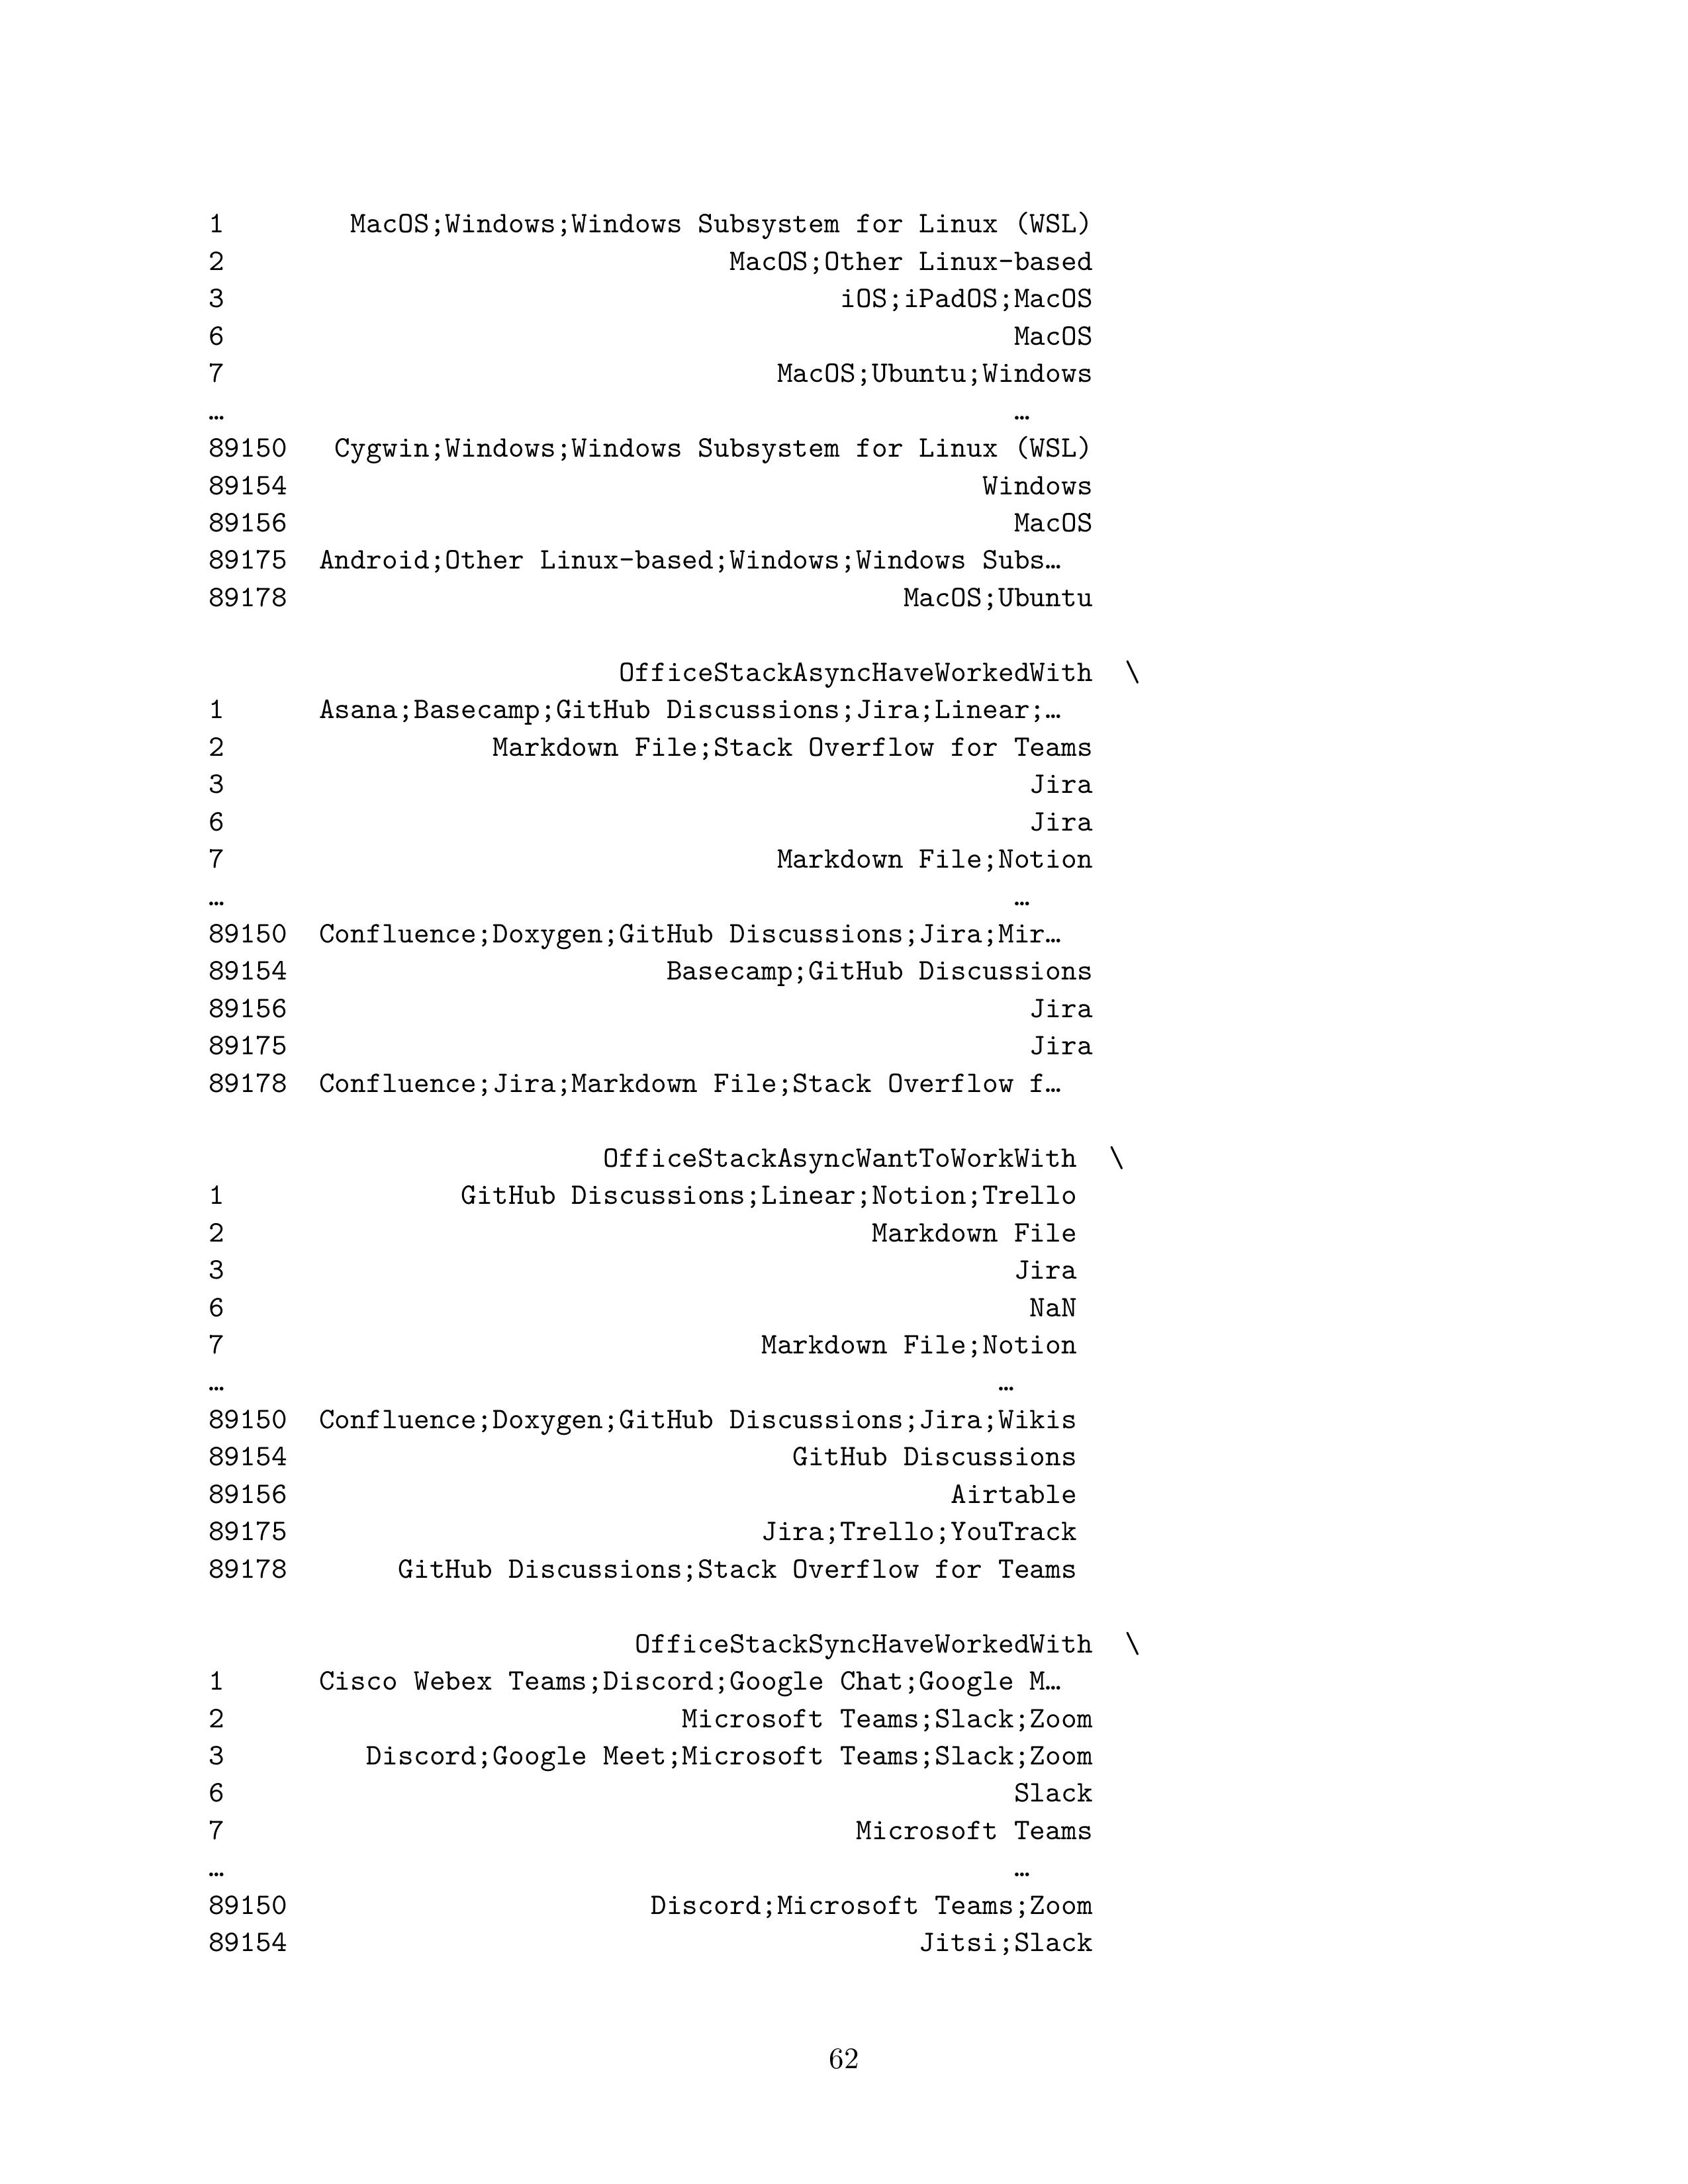 1        MacOS;Windows;Windows Subsystem for Linux (WSL)
2                                MacOS;Other Linux-based
3                                       iOS;iPadOS;MacOS
6                                                  MacOS
7                                   MacOS;Ubuntu;Windows
…                                                  …
89150   Cygwin;Windows;Windows Subsystem for Linux (WSL)
89154                                            Windows
89156                                              MacOS
89175  Android;Other Linux-based;Windows;Windows Subs…
89178                                       MacOS;Ubuntu

                          OfficeStackAsyncHaveWorkedWith  \
1      Asana;Basecamp;GitHub Discussions;Jira;Linear;…
2                 Markdown File;Stack Overflow for Teams
3                                                   Jira
6                                                   Jira
7                                   Markdown File;Notion
…                                                  …
89150  Confluence;Doxygen;GitHub Discussions;Jira;Mir…
89154                        Basecamp;GitHub Discussions
89156                                               Jira
89175                                               Jira
89178  Confluence;Jira;Markdown File;Stack Overflow f…

                         OfficeStackAsyncWantToWorkWith  \
1               GitHub Discussions;Linear;Notion;Trello
2                                         Markdown File
3                                                  Jira
6                                                   NaN
7                                  Markdown File;Notion
…                                                 …
89150  Confluence;Doxygen;GitHub Discussions;Jira;Wikis
89154                                GitHub Discussions
89156                                          Airtable
89175                              Jira;Trello;YouTrack
89178       GitHub Discussions;Stack Overflow for Teams

                           OfficeStackSyncHaveWorkedWith  \
1      Cisco Webex Teams;Discord;Google Chat;Google M…
2                             Microsoft Teams;Slack;Zoom
3         Discord;Google Meet;Microsoft Teams;Slack;Zoom
6                                                  Slack
7                                        Microsoft Teams
…                                                  …
89150                       Discord;Microsoft Teams;Zoom
89154                                        Jitsi;Slack

62